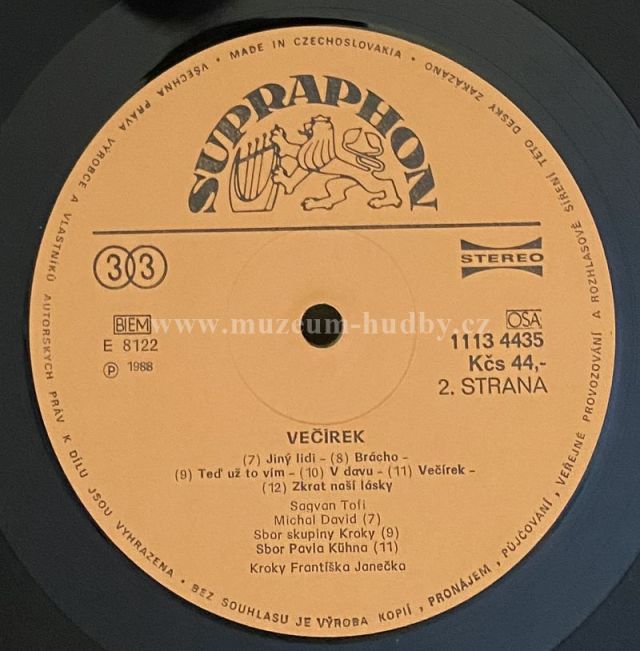 VŠECHNA PRÁVA VÝROBCE A VLASTNÍKŮ AUTORSKÝCH PRÁV K DÍLU JSOU VYHRAZENA • BEZ SOUHLASU JE VÝROBA KOPIÍ, PRONÁJEM, PŮJČOVÁNÍ, VEŘEJNÉ PROVOZOVÁNÍ A ROZHLASOVÉ ŠÍŘENÍ TÉTO DESKY ZAKÁZÁNO • MADE IN CZECHOSLOVAKIA •
SUPRAPHON
33
STEREO
BIEM
OSA
www.muzeum-hudby.cz
E 8122
1113 4435
Ⓟ 1988
Kčs 44,-
2. STRANA
VEČÍREK
(7) Jiný lidi – (8) Brácho –
(9) Teď už to vím – (10) V davu – (11) Večírek –
(12) Zkrat naší lásky
Sagvan Tofi
Michal David (7)
Sbor skupiny Kroky (9)
Sbor Pavla Kühna (11)
Kroky Františka Janečka